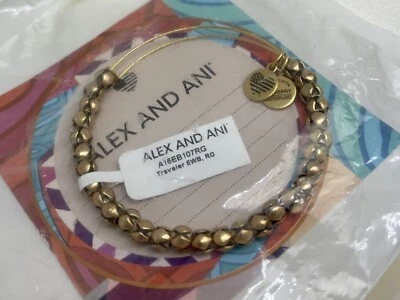 ALEX AND ANI
ALEX AND ANI
A16EB107RG
Traveler EWB, RG